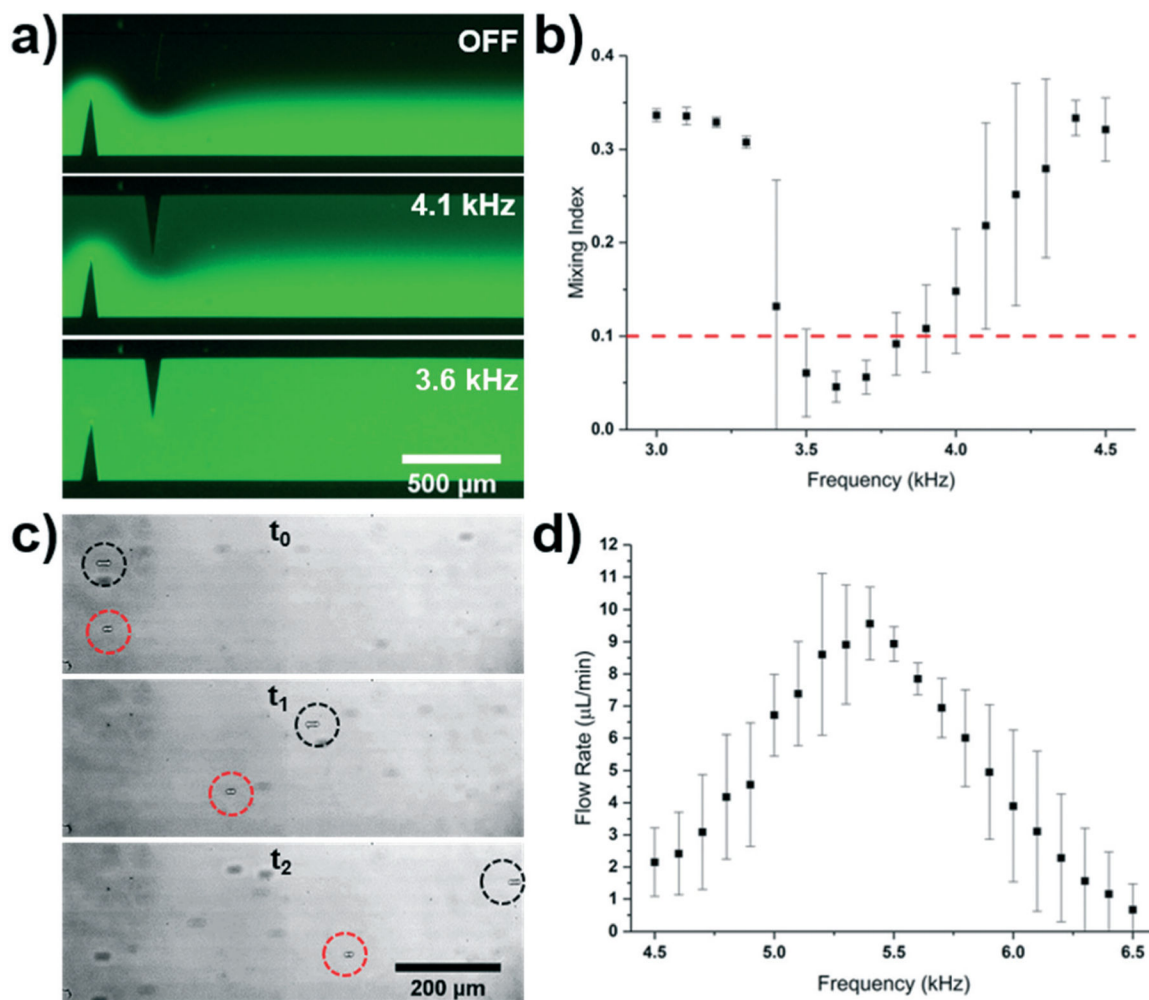 a)
OFF
4.1 kHz
3.6 kHz
500 µm
b)
Mixing Index
0.4
0.3
0.2
0.1
0.0
3.0 3.5 4.0 4.5
Frequency (kHz)
c)
t0
t1
t2
200 µm
d)
Flow Rate (µL/min)
12
11
10
9
8
7
6
5
4
3
2
1
0
4.5 5.0 5.5 6.0 6.5
Frequency (kHz)